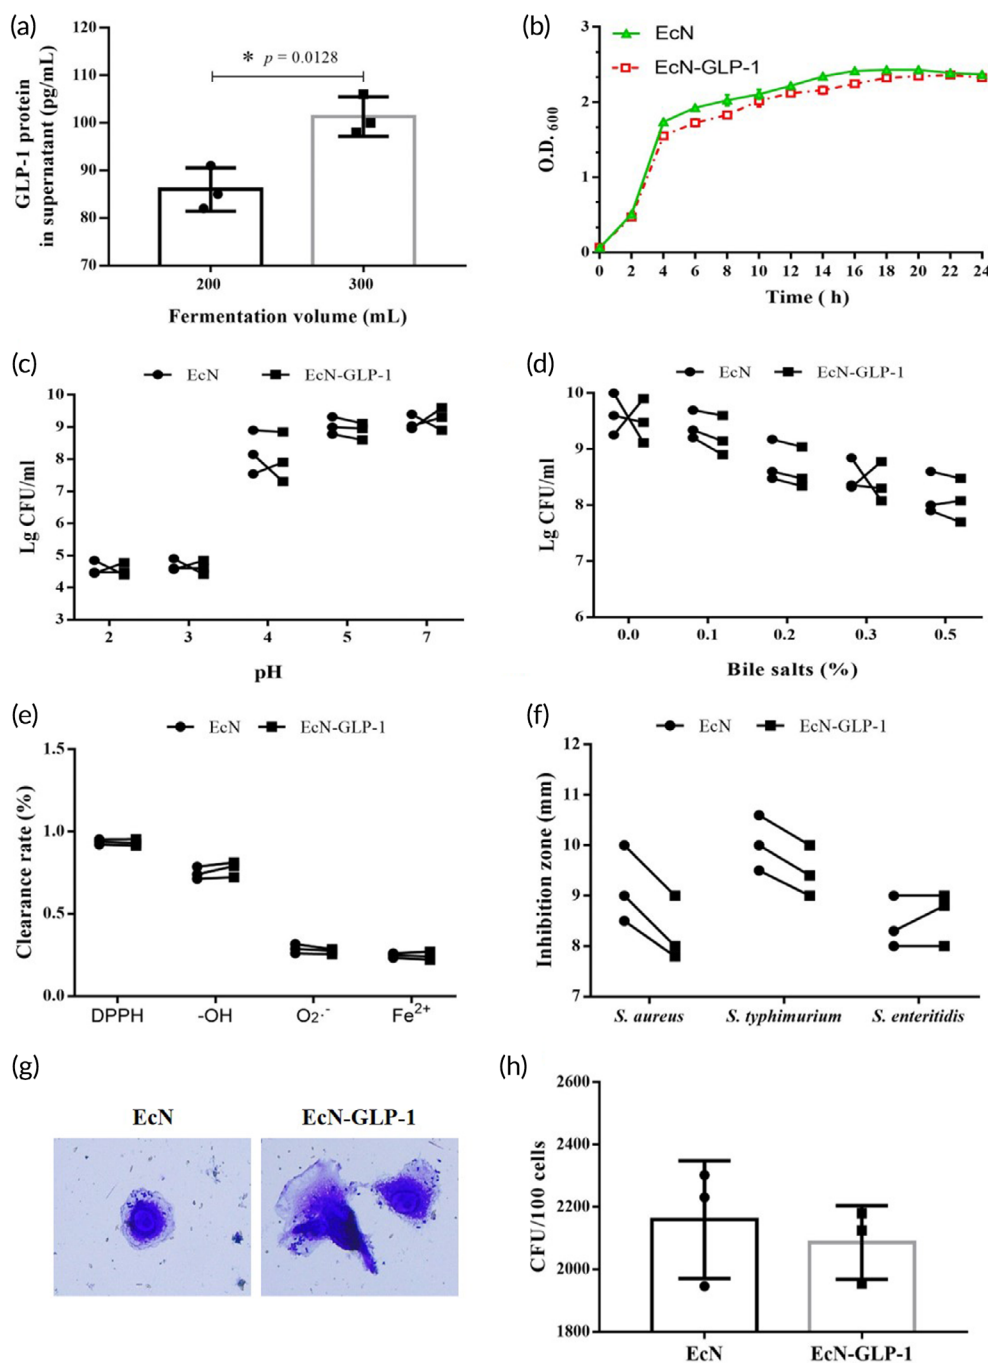 (a)
120
110
100
90
80
70
GLP-1 protein
in supernatant (pg/mL)
* p = 0.0128
200
300
Fermentation volume (mL)
(b)
EcN
EcN-GLP-1
3
2
1
0
O.D. 600
0 2 4 6 8 10 12 14 16 18 20 22 24
Time ( h)
(c)
EcN
EcN-GLP-1
10
9
8
7
6
5
4
3
Lg CFU/ml
2 3 4 5 7
pH
(d)
EcN
EcN-GLP-1
10
9
8
7
6
Lg CFU/ml
0.0 0.1 0.2 0.3 0.5
Bile salts (%)
(e)
EcN
EcN-GLP-1
1.5
1.0
0.5
0.0
Clearance rate (%)
DPPH -OH O2·- Fe2+
(f)
EcN
EcN-GLP-1
12
11
10
9
8
7
Inhibition zone (mm)
S. aureus S. typhimurium S. enteritidis
(g)
EcN
EcN-GLP-1
(h)
2600
2400
2200
2000
1800
CFU/100 cells
EcN
EcN-GLP-1